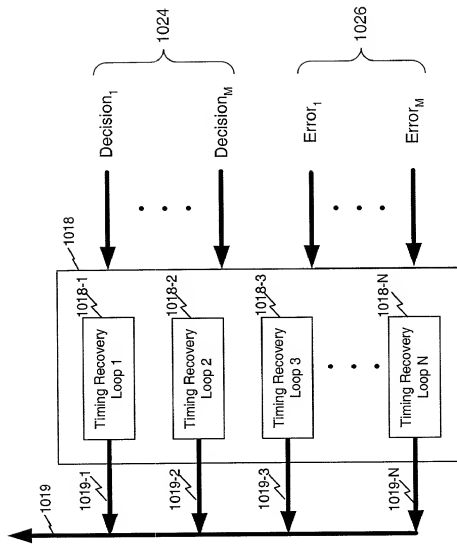 1024
1026
Decision1
DecisionM
Error1
ErrorM
1018
1018-1
1018-2
1018-3
1018-N
Timing Recovery
Loop 1
Timing Recovery
Loop 2
Timing Recovery
Loop 3
Timing Recovery
Loop N
1019-1
1019-2
1019-3
1019-N
1019